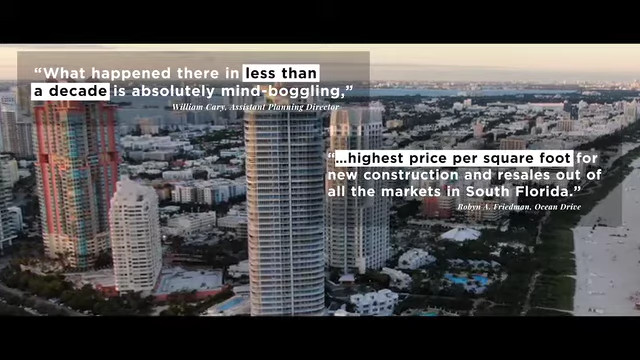 “What happened there in less than
a decade is absolutely mind-boggling,”
William Cary, Assistant Planning Director
“...highest price per square foot for
new construction and resales out of
all the markets in South Florida.”
Robyn A. Friedman, Ocean Drive